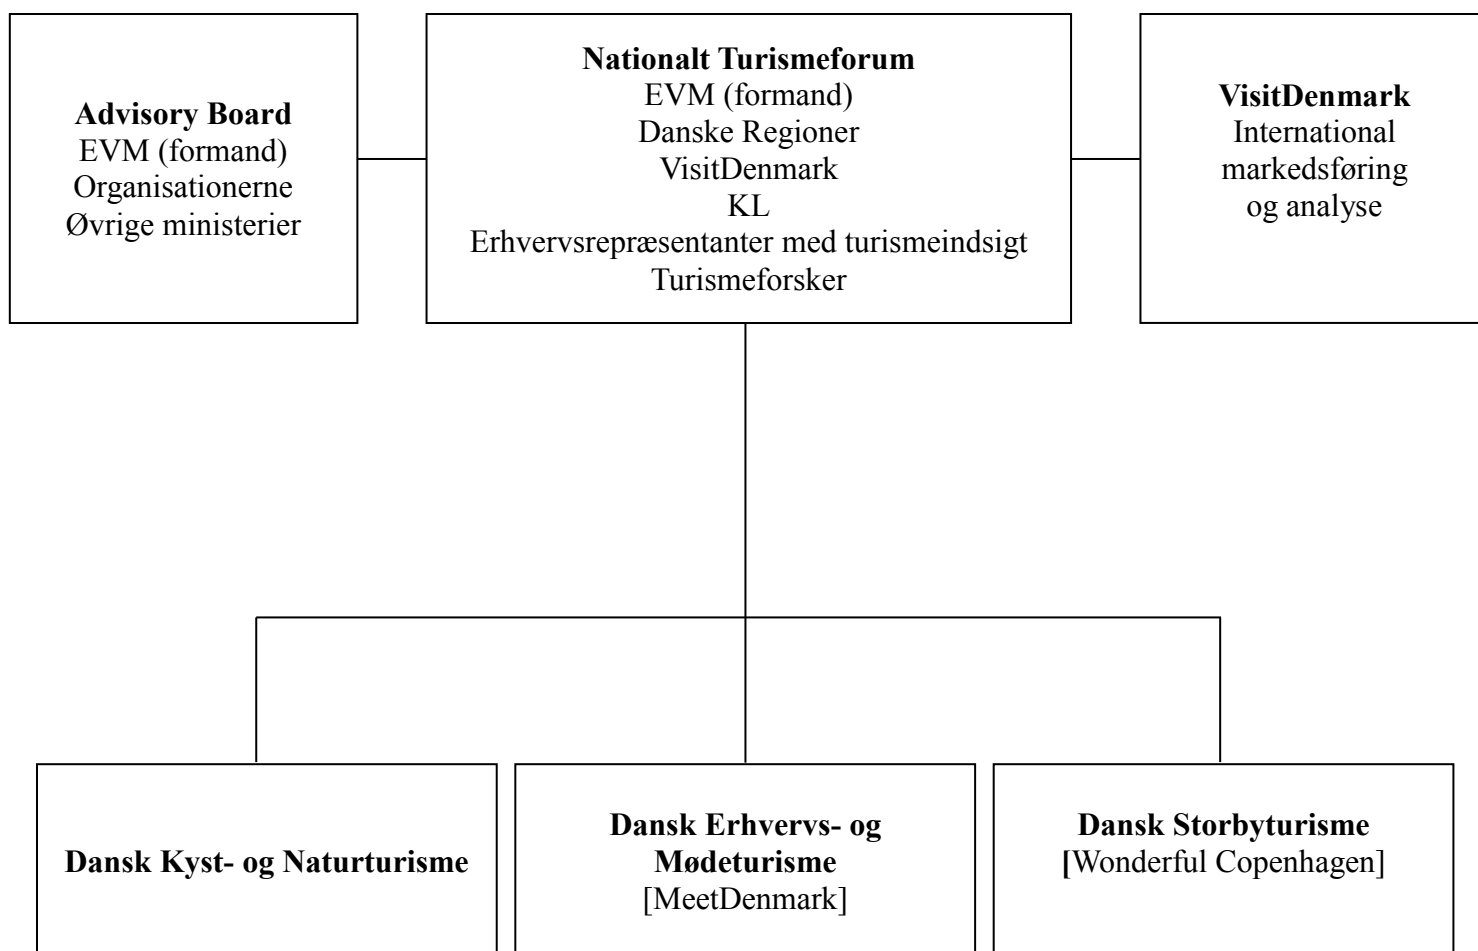 Advisory Board
EVM (formand)
Organisationerne
Øvrige ministerier
Nationalt Turismeforum
EVM (formand)
Danske Regioner
VisitDenmark
KL
Erhvervsrepræsentanter med turismeindsigt
Turismeforsker
VisitDenmark
International
markedsføring
og analyse
Dansk Kyst- og Naturturisme
Dansk Erhvervs- og
Mødeturisme
[MeetDenmark]
Dansk Storbyturisme
[Wonderful Copenhagen]